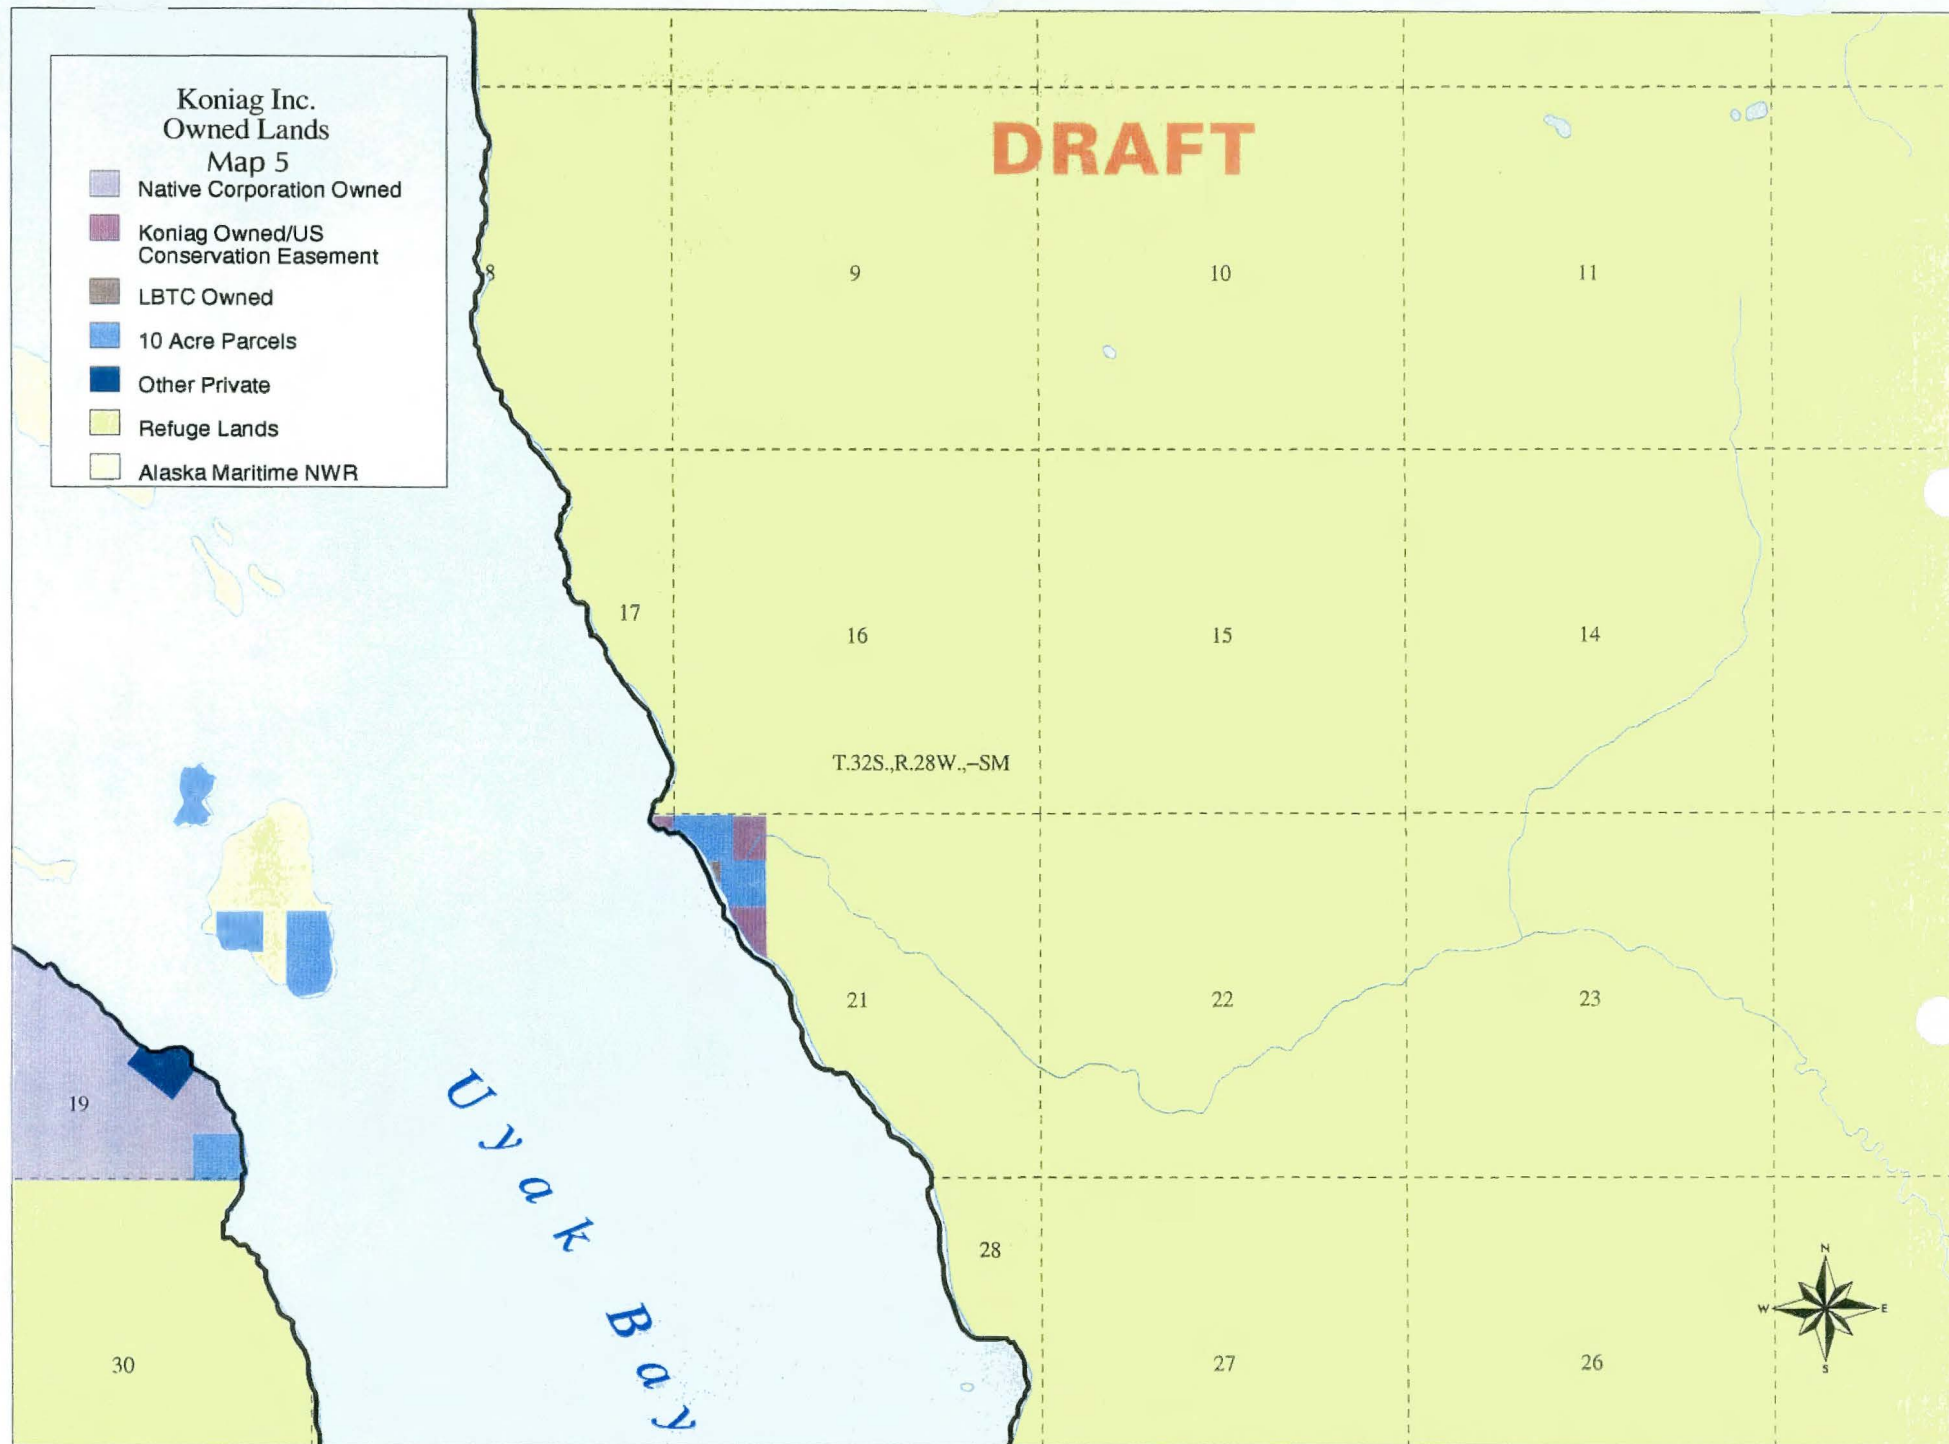 Koniag Inc.
Owned Lands
Map 5
Native Corporation Owned
Koniag Owned/US
Conservation Easement
LBTC Owned
10 Acre Parcels
Other Private
Refuge Lands
Alaska Maritime NWR
DRAFT
8
9
10
11
17
16
15
14
T.32S.,R.28W.,–SM
21
22
23
19
Uyak Bay
28
30
27
26
N
W
E
S